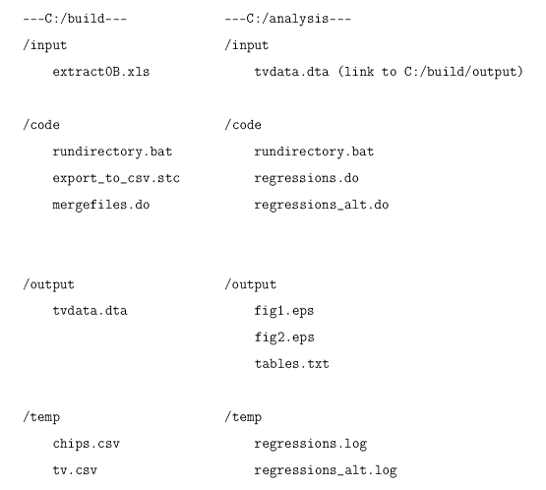 ---C:/build--- ---C:/analysis---
/input /input
extract0B.xls tvdata.dta (link to C:/build/output)
/code /code
rundirectory.bat rundirectory.bat
export_to_csv.stc regressions.do
mergefiles.do regressions_alt.do
/output /output
tvdata.dta fig1.eps
fig2.eps
tables.txt
/temp /temp
chips.csv regressions.log
tv.csv regressions_alt.log